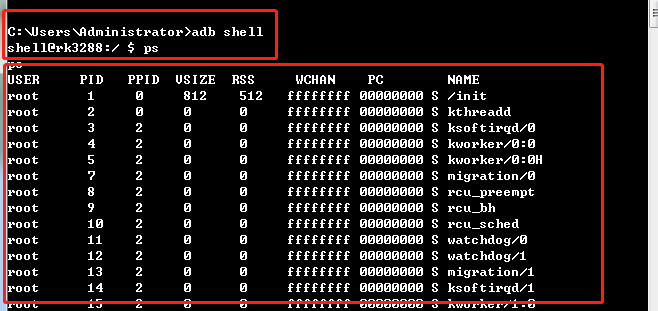 C:\Users\Administrator>adb shell
shell@rk3288:/ $ ps
ps
USER PID PPID VSIZE RSS WCHAN PC NAME
root 1 0 812 512 ffffffff 00000000 S /init
root 2 0 0 0 ffffffff 00000000 S kthreadd
root 3 2 0 0 ffffffff 00000000 S ksoftirqd/0
root 4 2 0 0 ffffffff 00000000 S kworker/0:0
root 5 2 0 0 ffffffff 00000000 S kworker/0:0H
root 7 2 0 0 ffffffff 00000000 S migration/0
root 8 2 0 0 ffffffff 00000000 S rcu_preempt
root 9 2 0 0 ffffffff 00000000 S rcu_bh
root 10 2 0 0 ffffffff 00000000 S rcu_sched
root 11 2 0 0 ffffffff 00000000 S watchdog/0
root 12 2 0 0 ffffffff 00000000 S watchdog/1
root 13 2 0 0 ffffffff 00000000 S migration/1
root 14 2 0 0 ffffffff 00000000 S ksoftirqd/1
root 15 2 0 0 ffffffff 00000000 S kworker/1:0